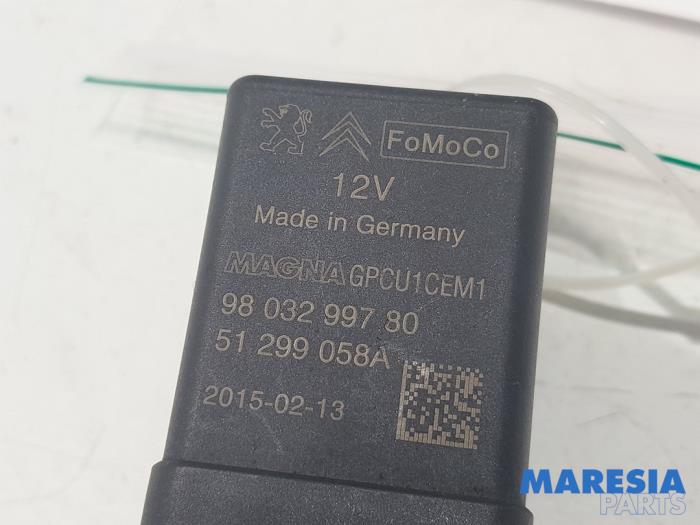 FoMoCo
12V
Made in Germany
MAGNA GPCU1CEM1
98 032 997 80
51 299 058A
2015-02-13
MARESIA
PARTS